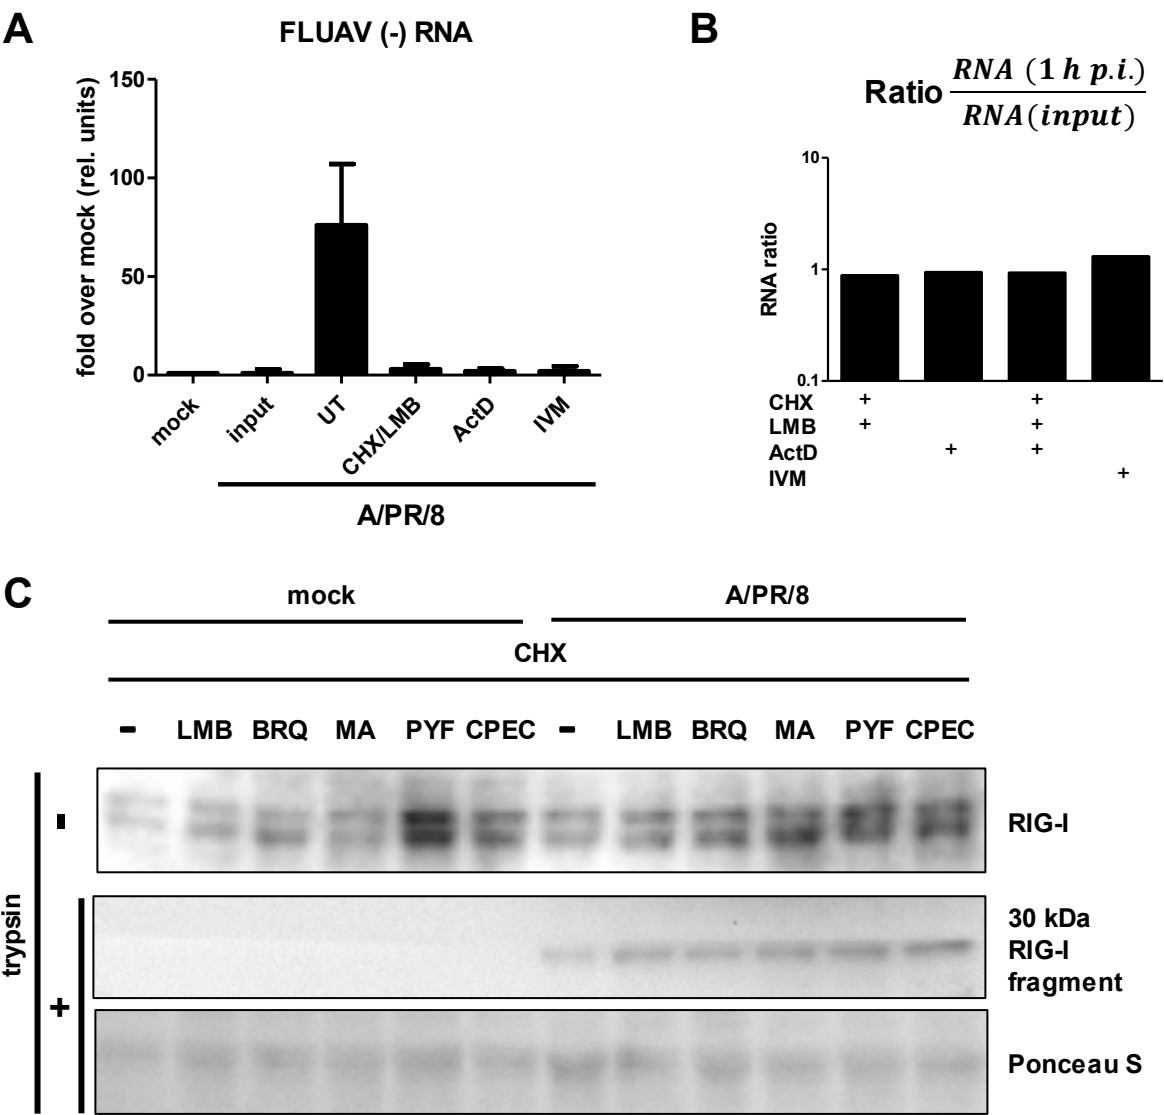 A
FLUAV (-) RNA
fold over mock (rel. units)
150
100
50
0
mock
input
UT
CHX/LMB
ActD
IVM
A/PR/8
B
Ratio RNA (1 h p.i.)
RNA(input)
RNA ratio
10
1
0.1
CHX + +
LMB + +
ActD + +
IVM +
C
mock A/PR/8
CHX
– LMB BRQ MA PYF CPEC – LMB BRQ MA PYF CPEC
trypsin
-
RIG-I
+
30 kDa
RIG-I
fragment
Ponceau S